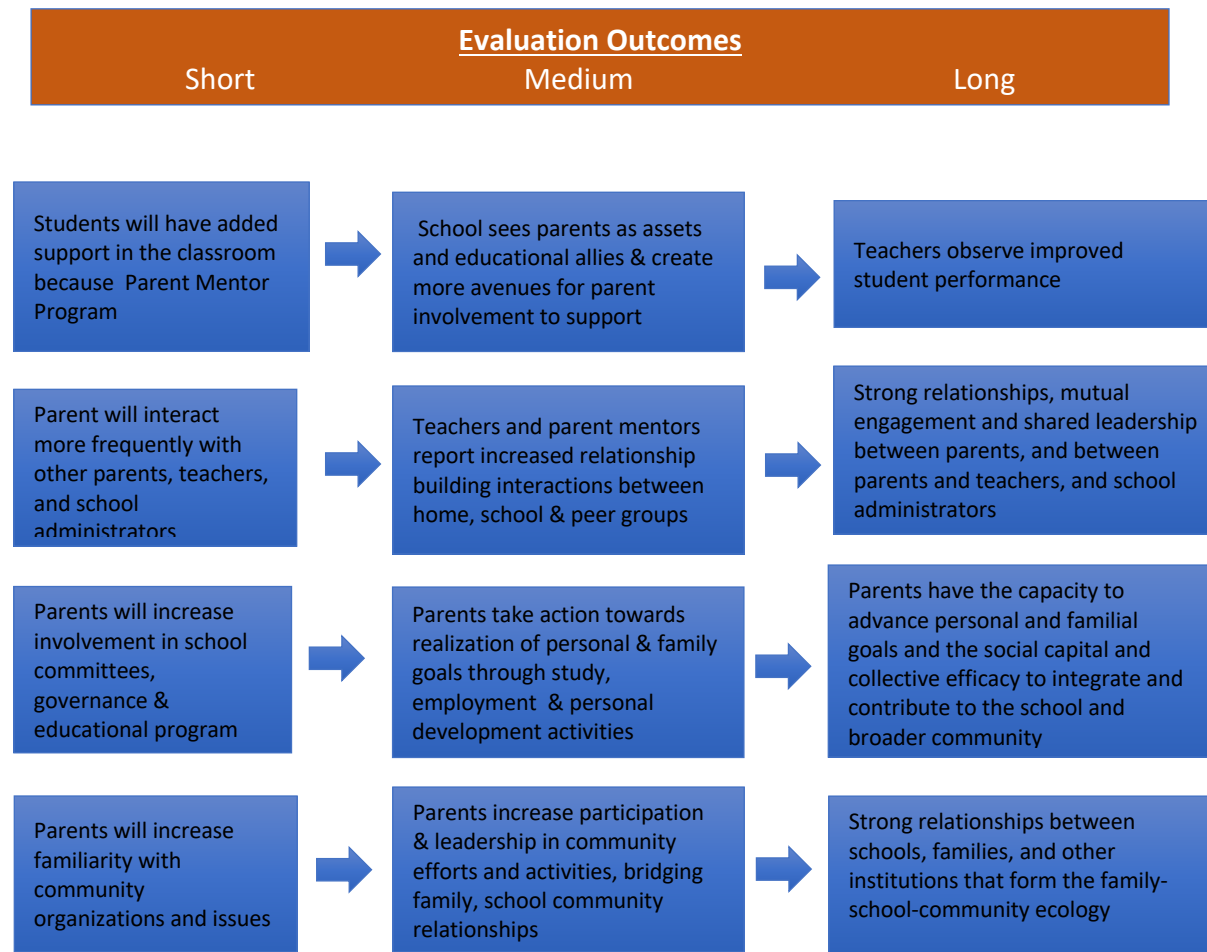 Evaluation Outcomes
Short Medium Long
Students will have added
support in the classroom
because Parent Mentor
Program
School sees parents as assets
and educational allies & create
more avenues for parent
involvement to support
Teachers observe improved
student performance
Parent will interact
more frequently with
other parents, teachers,
and school
administrators
Teachers and parent mentors
report increased relationship
building interactions between
home, school & peer groups
Strong relationships, mutual
engagement and shared leadership
between parents, and between
parents and teachers, and school
administrators
Parents will increase
involvement in school
committees,
governance &
educational program
Parents take action towards
realization of personal & family
goals through study,
employment & personal
development activities
Parents have the capacity to
advance personal and familial
goals and the social capital and
collective efficacy to integrate and
contribute to the school and
broader community
Parents will increase
familiarity with
community
organizations and issues
Parents increase participation
& leadership in community
efforts and activities, bridging
family, school community
relationships
Strong relationships between
schools, families, and other
institutions that form the family-
school-community ecology